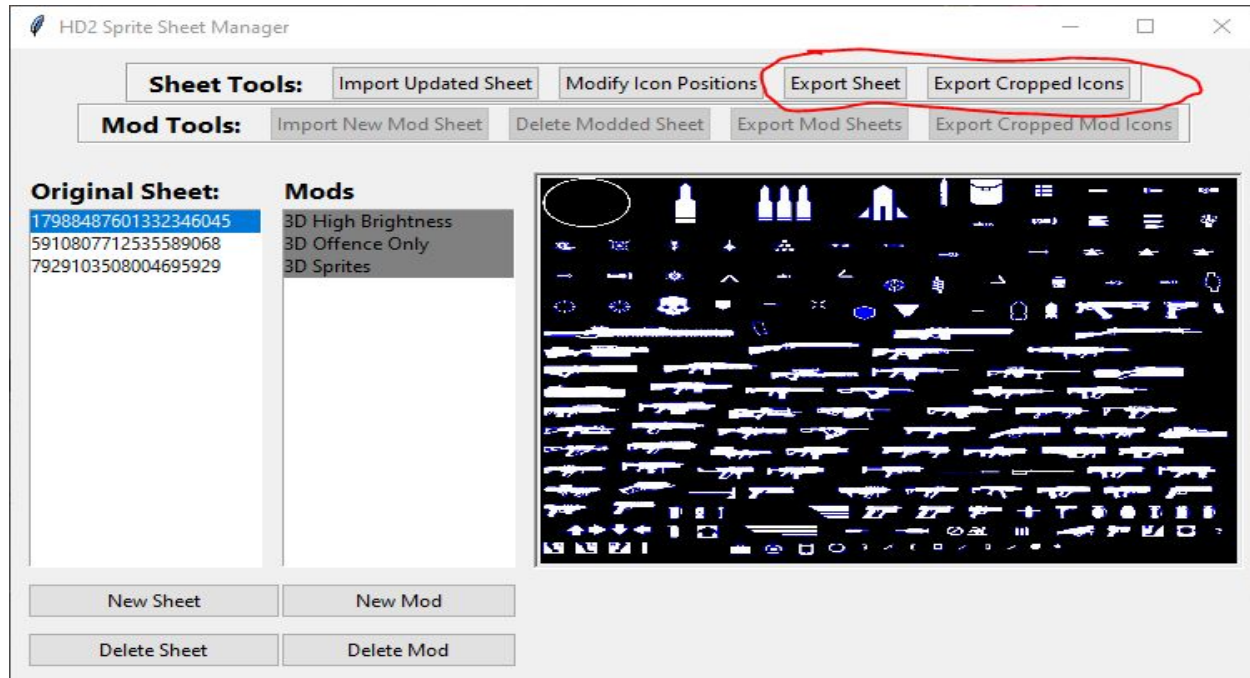 HD2 Sprite Sheet Manager
Sheet Tools: Import Updated Sheet Modify Icon Positions Export Sheet Export Cropped Icons
Mod Tools: Import New Mod Sheet Delete Modded Sheet Export Mod Sheets Export Cropped Mod Icons
Original Sheet:
17988487601332346045
5910807712535589068
7929103508004695929
Mods
3D High Brightness
3D Offence Only
3D Sprites
New Sheet New Mod
Delete Sheet Delete Mod